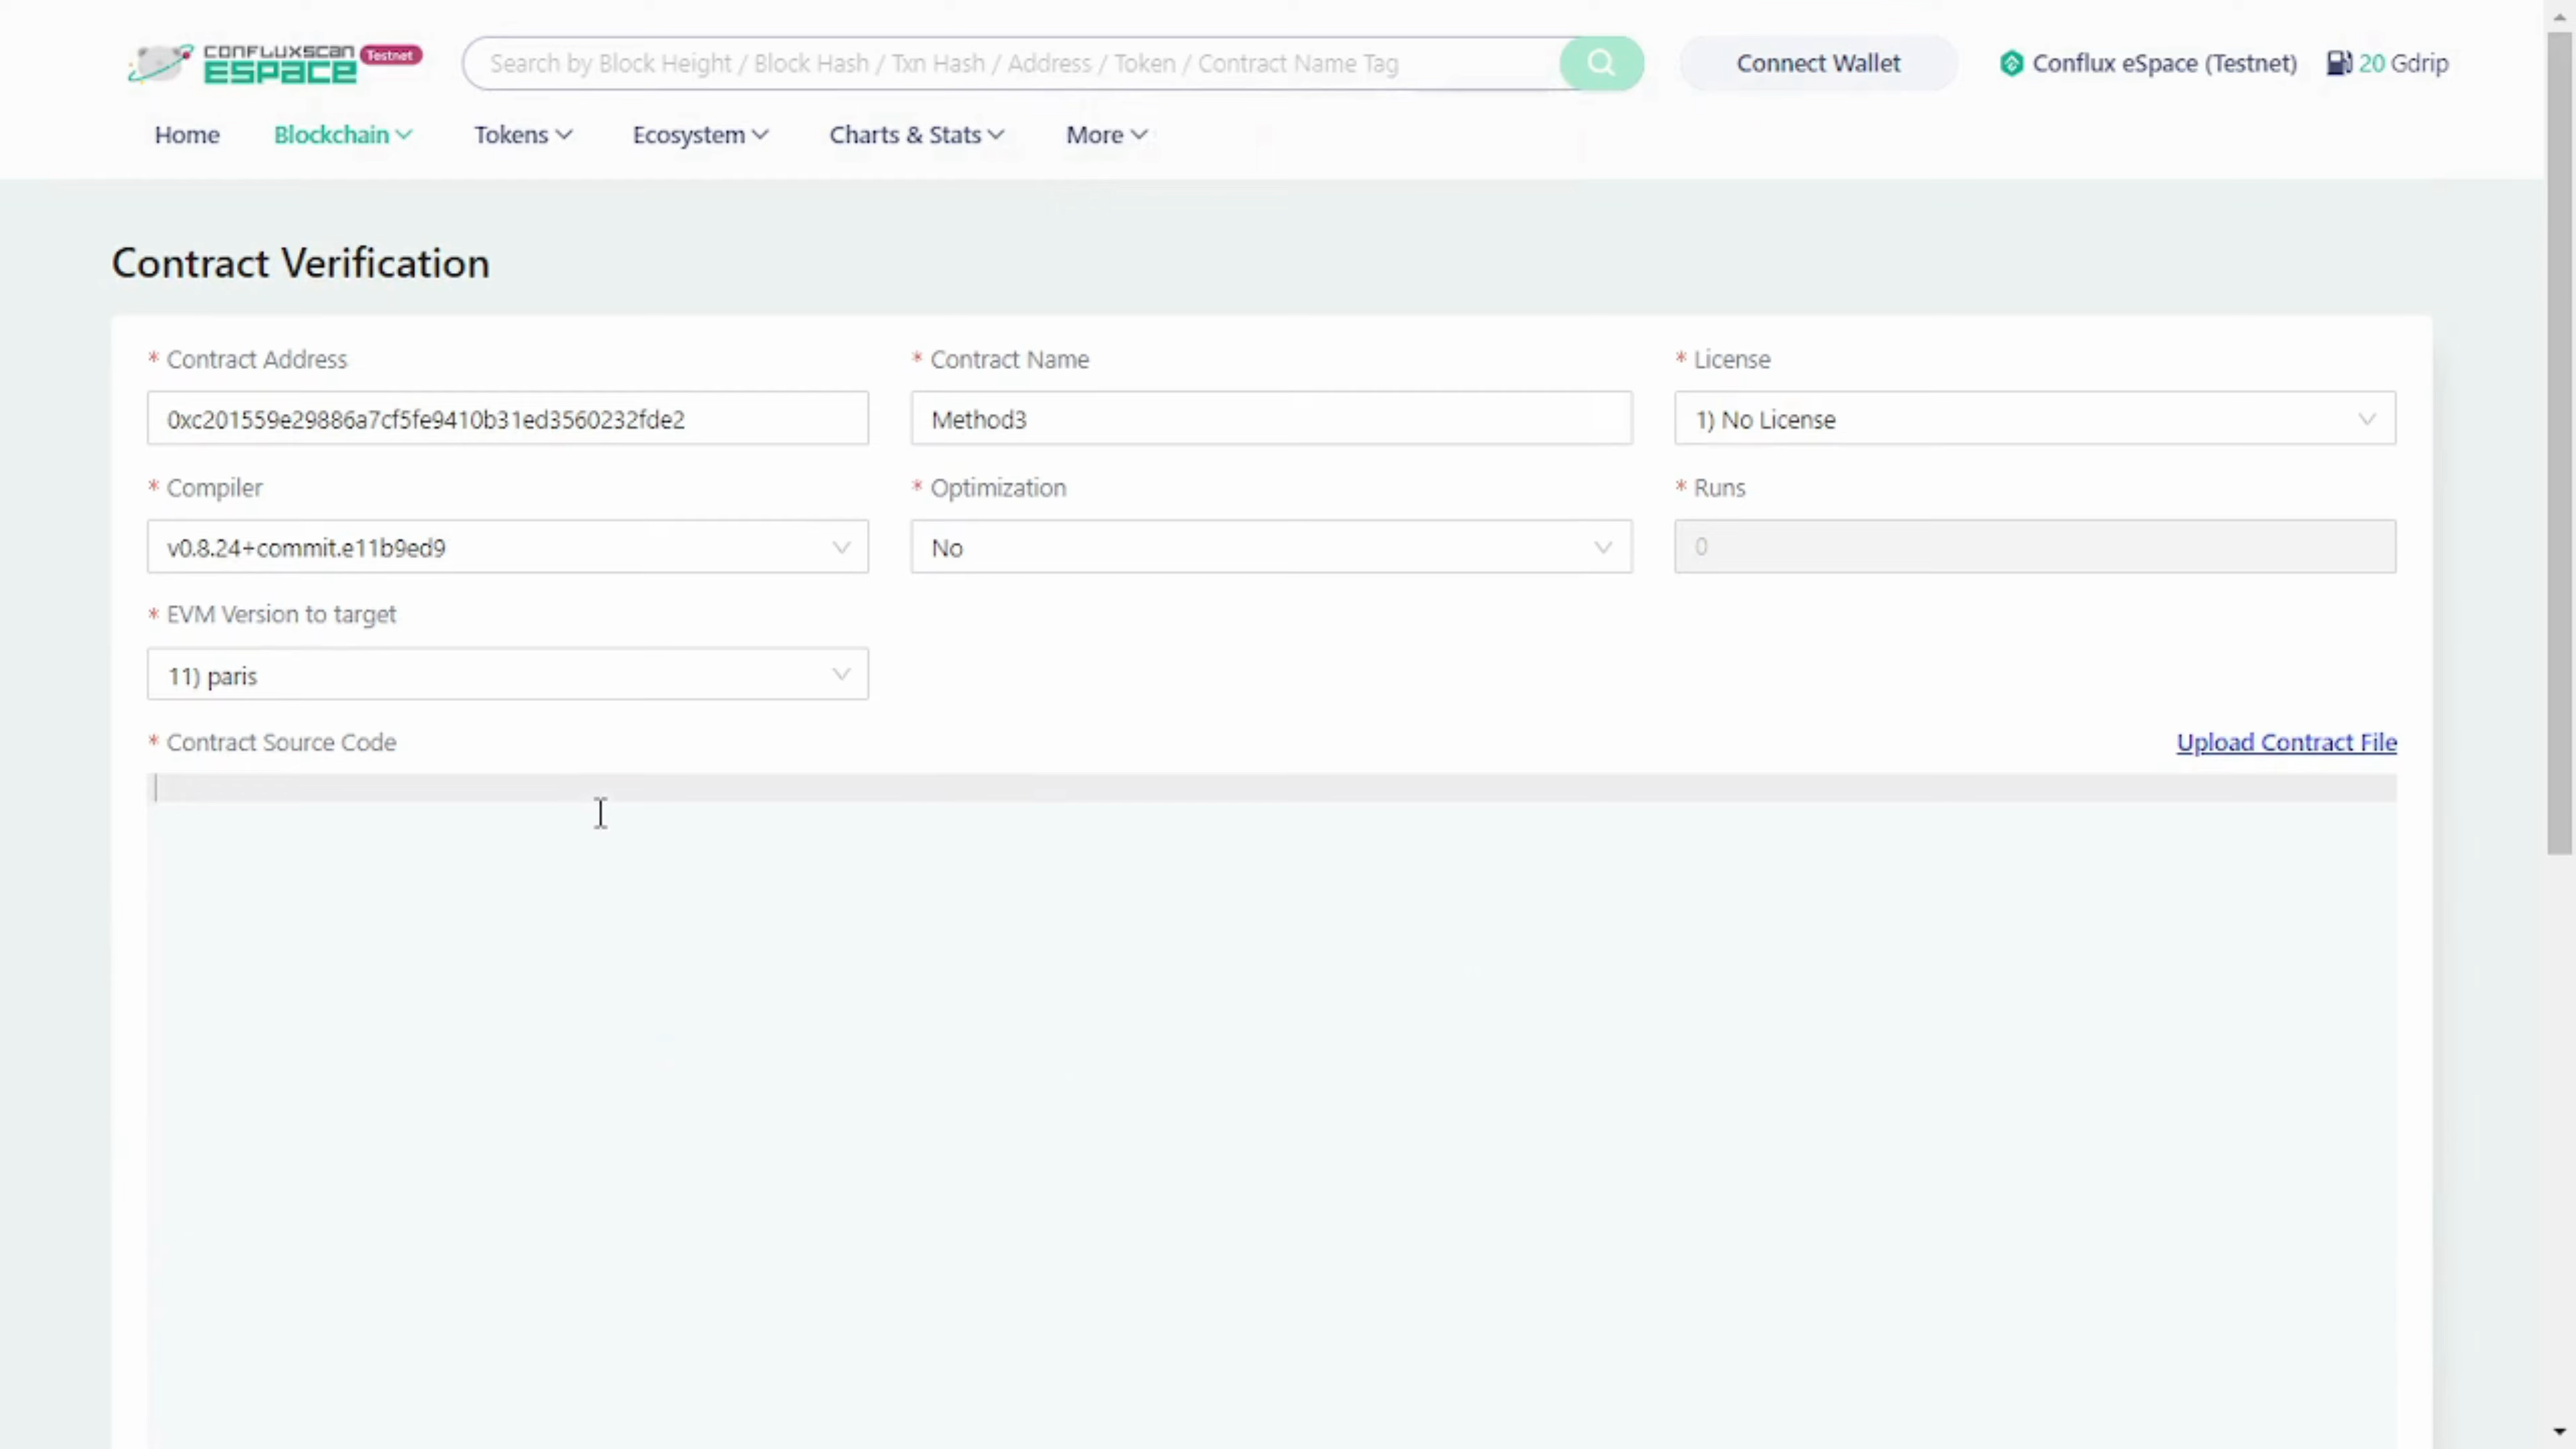 CONFLUXSCAN
ESPACE
Testnet
Search by Block Height / Block Hash / Txn Hash / Address / Token / Contract Name Tag
Connect Wallet
Conflux eSpace (Testnet)
20 Gdrip
Home
Blockchain
Tokens
Ecosystem
Charts & Stats
More
Contract Verification
* Contract Address
* Contract Name
* License
0xc201559e29886a7cf5fe9410b31ed3560232fde2
Method3
1) No License
* Compiler
* Optimization
* Runs
v0.8.24+commit.e11b9ed9
No
0
* EVM Version to target
11) paris
* Contract Source Code
Upload Contract File